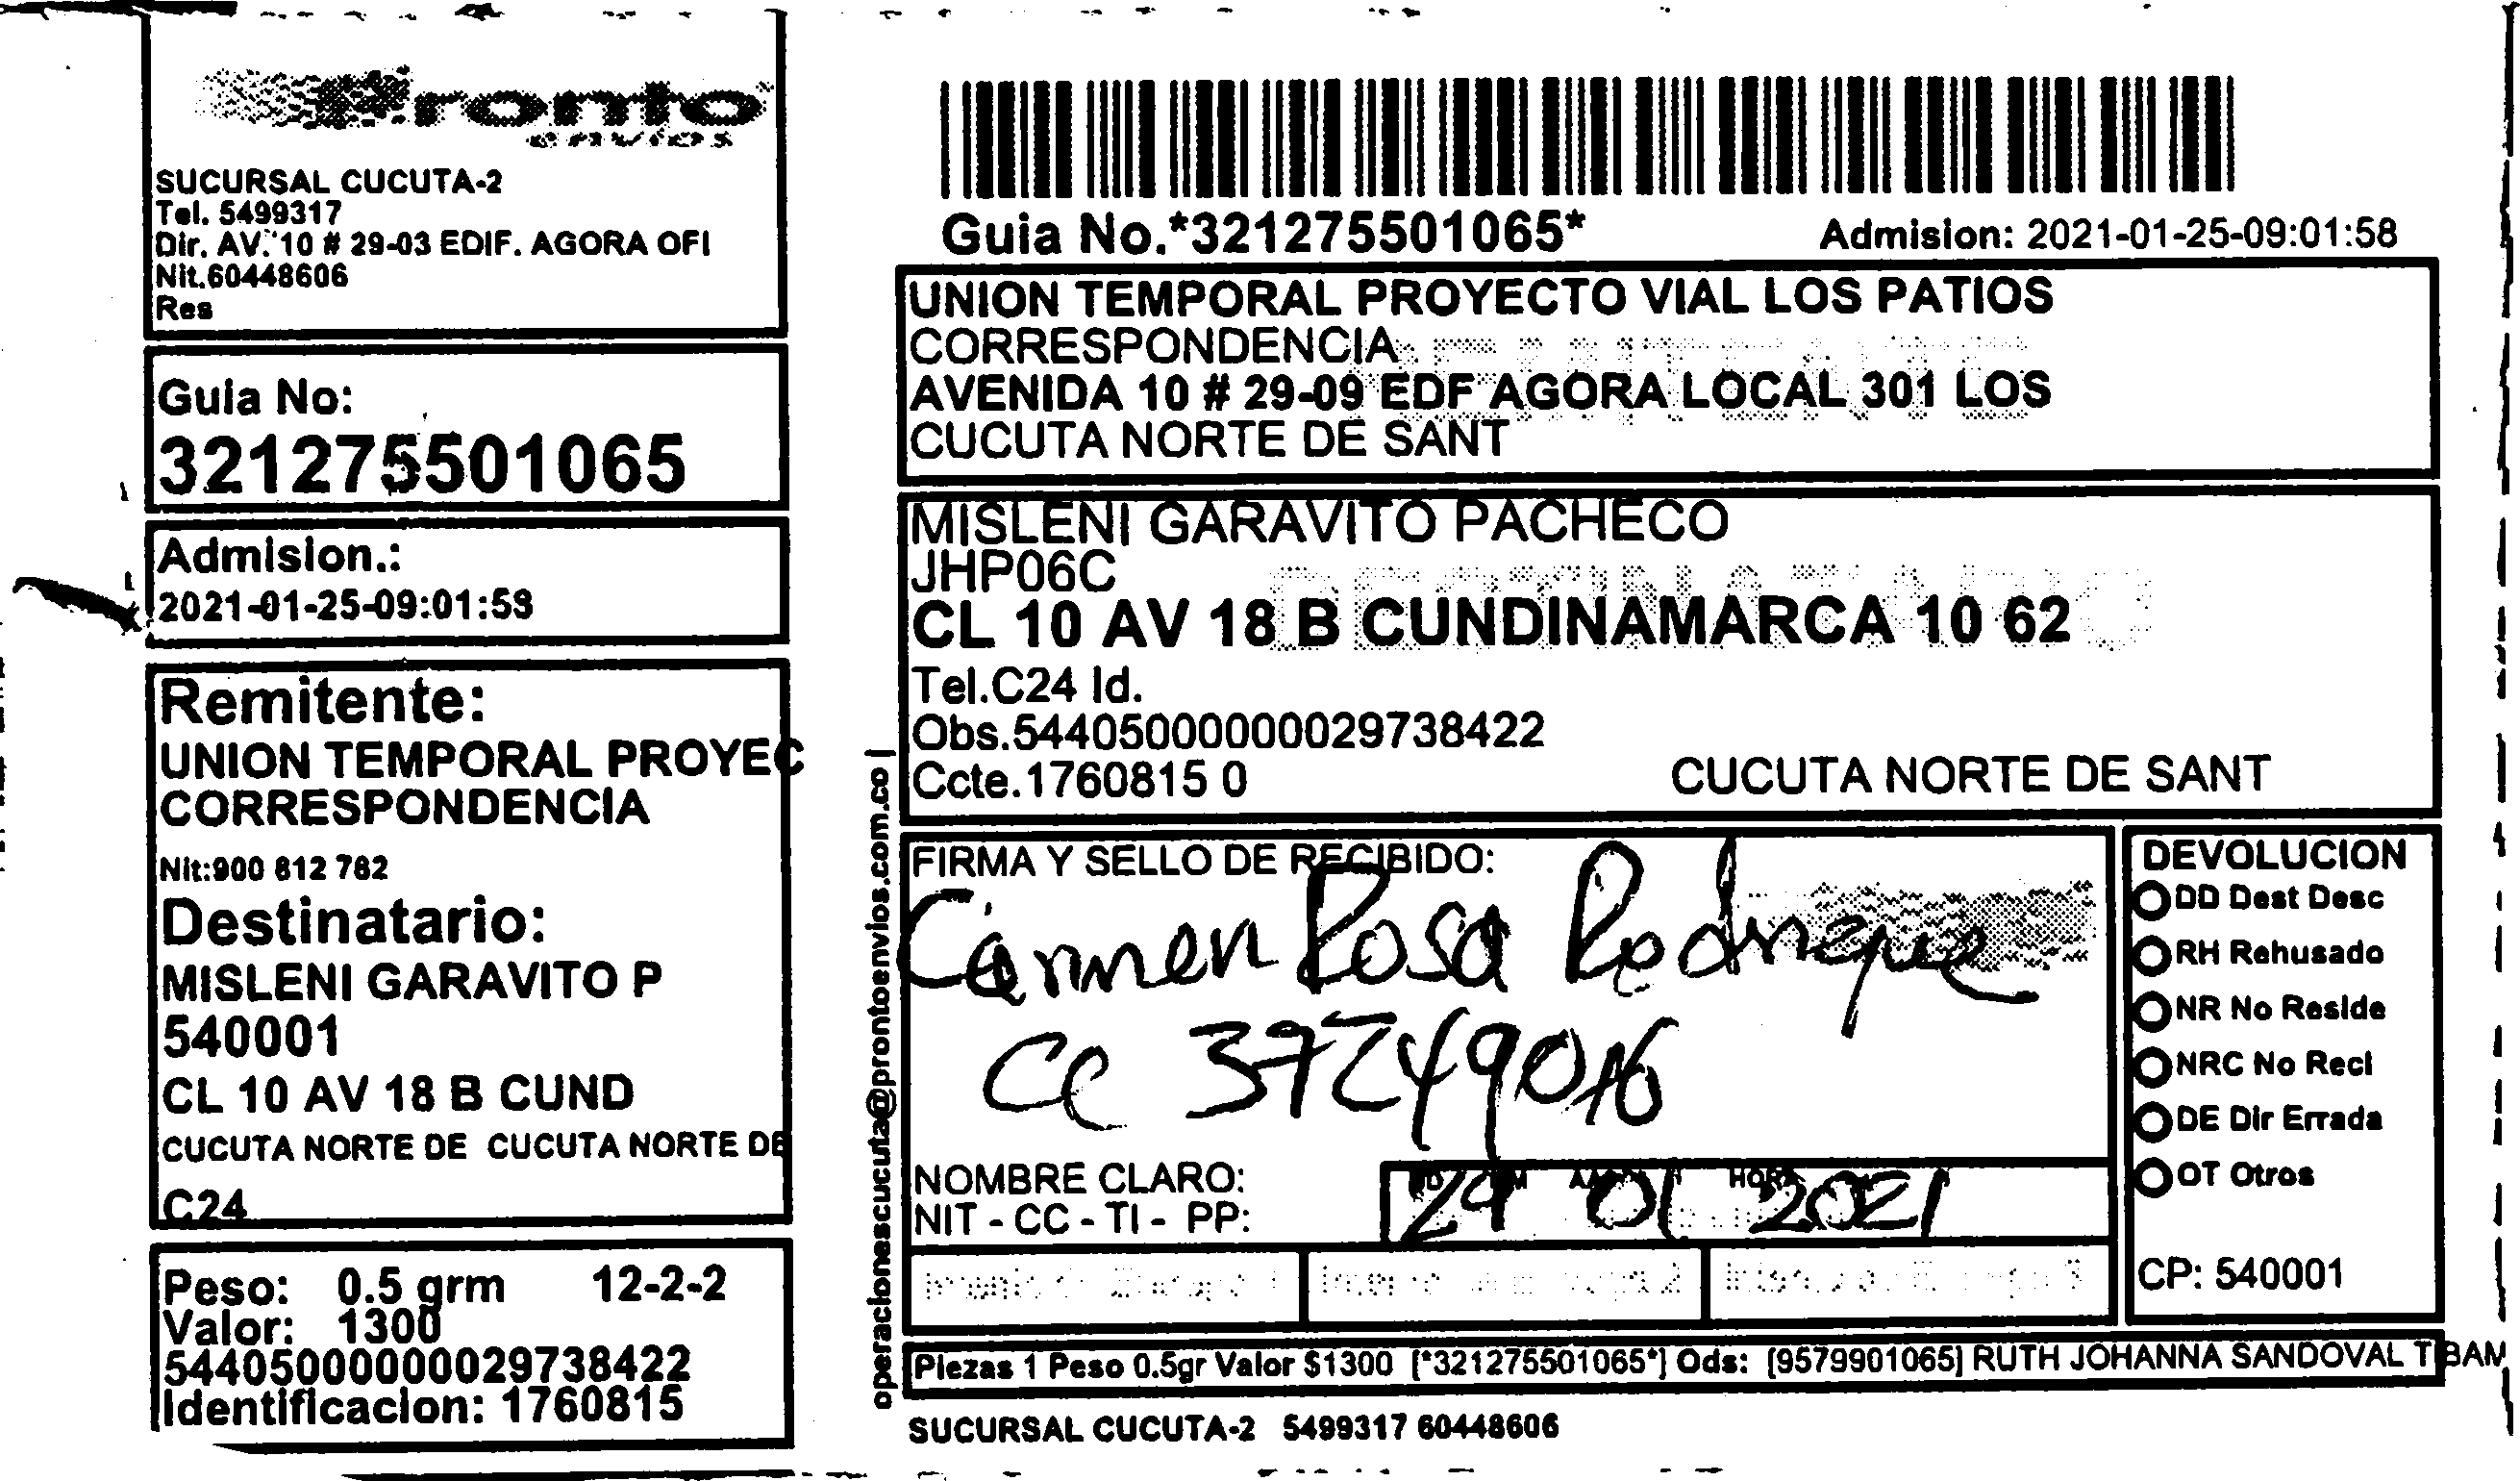 Pronto
envios
SUCURSAL CUCUTA-2
Tel. 5499317
Dir. AV. 10 # 29-03 EDIF. AGORA OFI
Nit.60448606
Res
Guia No:
321275501065
Admision.:
2021-01-25-09:01:58
Remitente:
UNION TEMPORAL PROYEC
CORRESPONDENCIA
Nit:900 812 782
Destinatario:
MISLENI GARAVITO P
540001
CL 10 AV 18 B CUND
CUCUTA NORTE DE CUCUTA NORTE DE
C24
Peso: 0.5 grm 12-2-2
Valor: 1300
544050000000029738422
Identificacion: 1760815
operacionescucuta@prontoenvios.com.co |
Guia No.*321275501065*
Admision: 2021-01-25-09:01:58
UNION TEMPORAL PROYECTO VIAL LOS PATIOS
CORRESPONDENCIA
REMITENTE
AVENIDA 10 # 29-09 EDF AGORA LOCAL 301 LOS
CUCUTA NORTE DE SANT
MISLENI GARAVITO PACHECO
JHP06C
DESTINATARIO
CL 10 AV 18 B CUNDINAMARCA 10 62
Tel.C24 Id.
Obs.544050000000029738422
Ccte.1760815 0 CUCUTA NORTE DE SANT
FIRMA Y SELLO DE RECIBIDO:
Carmen Rosa Rodriguez
CC 37249016
NOMBRE CLARO:
NIT - CC - TI - PP:
HORA
29 01 2021
DEVOLUCION
DD Dest Desc
RH Rehusado
NR No Reside
NRC No Recl
DE Dir Errada
OT Otros
CP: 540001
Piezas 1 Peso 0.5gr Valor $1300 [*321275501065*] Ods: [9579901065] RUTH JOHANNA SANDOVAL TIBAM
SUCURSAL CUCUTA-2 5499317 60448606